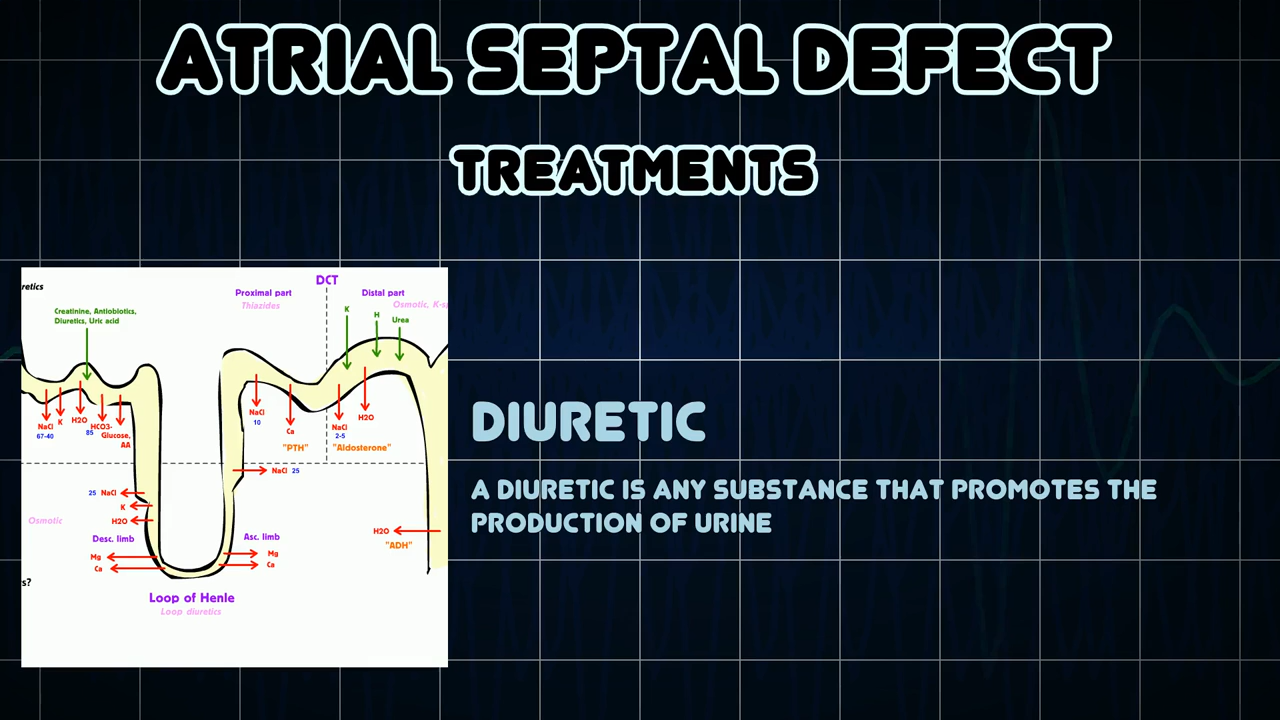 ATRIAL SEPTAL DEFECT
TREATMENTS
retics
DCT
Proximal part
Distal part
Thiazides
Osmotic, K-s
Creatinine, Antibiotics,
Diuretics, Uric acid
K
H
Urea
NaCl
K
H2O
HCO3-
67-40
85
Glucose,
AA
NaCl
10
Ca
NaCl
2-5
H2O
"PTH"
"Aldosterone"
NaCl 25
25 NaCl
K
H2O
Osmotic
H2O
"ADH"
Desc. limb
Asc. limb
Mg
Ca
Mg
Ca
s?
Loop of Henle
Loop diuretics
DIURETIC
A DIURETIC IS ANY SUBSTANCE THAT PROMOTES THE
PRODUCTION OF URINE